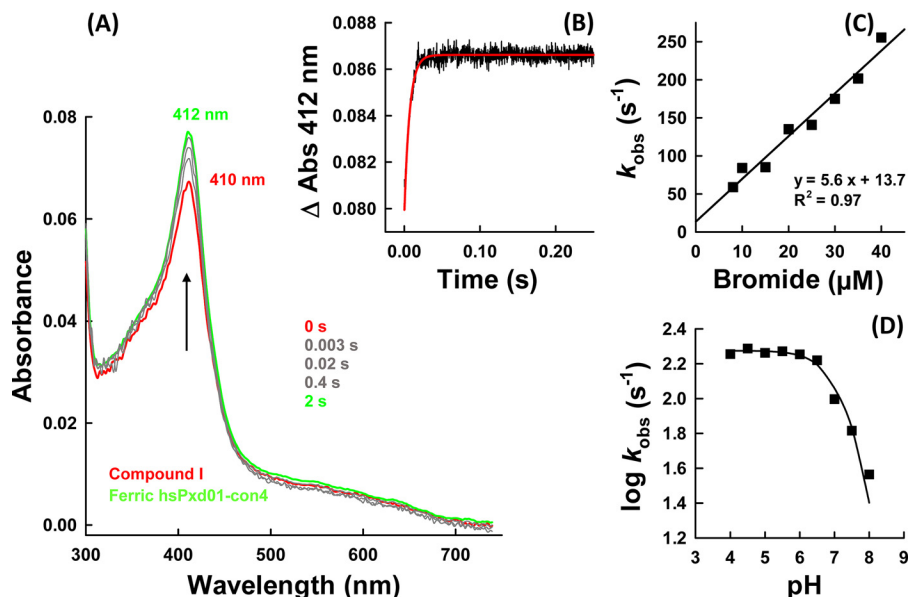 (A)
Absorbance
0.08
0.06
0.04
0.02
0.00
412 nm
410 nm
0 s
0.003 s
0.02 s
0.4 s
2 s
Compound I
Ferric hsPxd01-con4
300 400 500 600 700
Wavelength (nm)
(B)
Δ Abs 412 nm
0.088
0.086
0.084
0.082
0.080
0.00 0.10 0.20
Time (s)
(C)
kobs (s-1)
250
200
150
100
50
0
y = 5.6 x + 13.7
R2 = 0.97
0 10 20 30 40
Bromide (µM)
(D)
log kobs (s-1)
2.4
2.2
2.0
1.8
1.6
1.4
1.2
3 4 5 6 7 8 9
pH